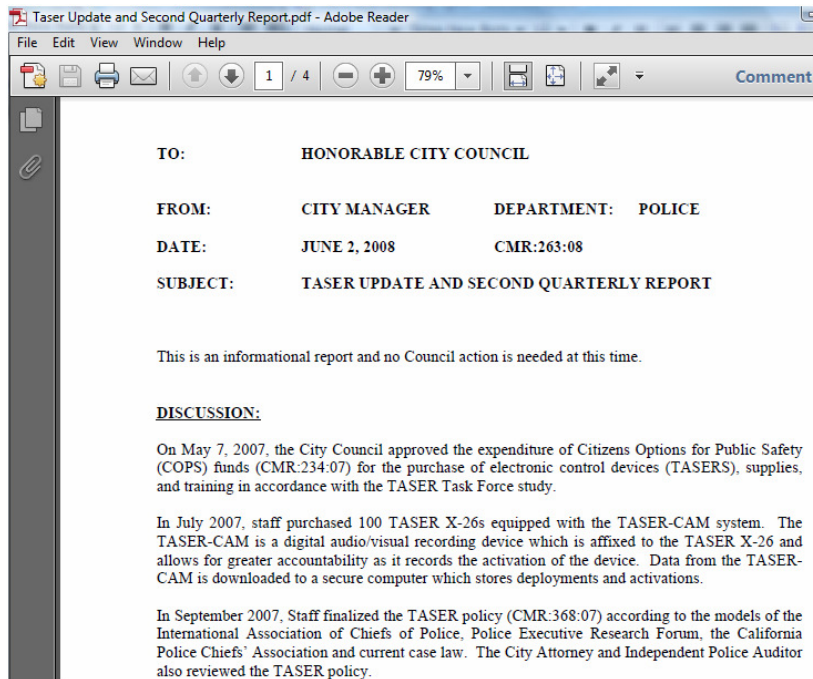 Taser Update and Second Quarterly Report.pdf - Adobe Reader
File Edit View Window Help
1 / 4 79% Comment
TO: HONORABLE CITY COUNCIL
FROM: CITY MANAGER DEPARTMENT: POLICE
DATE: JUNE 2, 2008 CMR:263:08
SUBJECT: TASER UPDATE AND SECOND QUARTERLY REPORT
This is an informational report and no Council action is needed at this time.
DISCUSSION:
On May 7, 2007, the City Council approved the expenditure of Citizens Options for Public Safety
(COPS) funds (CMR:234:07) for the purchase of electronic control devices (TASERS), supplies,
and training in accordance with the TASER Task Force study.
In July 2007, staff purchased 100 TASER X-26s equipped with the TASER-CAM system. The
TASER-CAM is a digital audio/visual recording device which is affixed to the TASER X-26 and
allows for greater accountability as it records the activation of the device. Data from the TASER-
CAM is downloaded to a secure computer which stores deployments and activations.
In September 2007, Staff finalized the TASER policy (CMR:368:07) according to the models of the
International Association of Chiefs of Police, Police Executive Research Forum, the California
Police Chiefs' Association and current case law. The City Attorney and Independent Police Auditor
also reviewed the TASER policy.